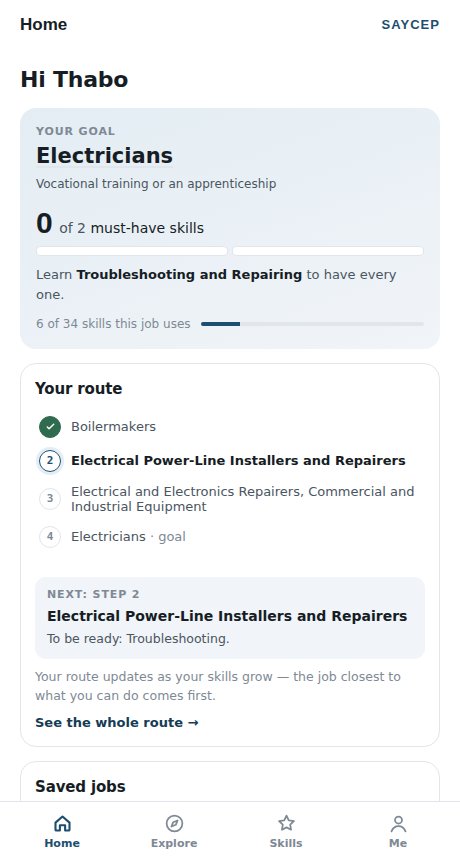 Home
SAYCEP
Hi Thabo
YOUR GOAL
Electricians
Vocational training or an apprenticeship
0 of 2 must-have skills
Learn Troubleshooting and Repairing to have every
one.
6 of 34 skills this job uses
Your route
Boilermakers
2 Electrical Power-Line Installers and Repairers
3 Electrical and Electronics Repairers, Commercial and
Industrial Equipment
4 Electricians · goal
NEXT: STEP 2
Electrical Power-Line Installers and Repairers
To be ready: Troubleshooting.
Your route updates as your skills grow — the job closest to
what you can do comes first.
See the whole route →
Saved jobs
Home
Explore
Skills
Me